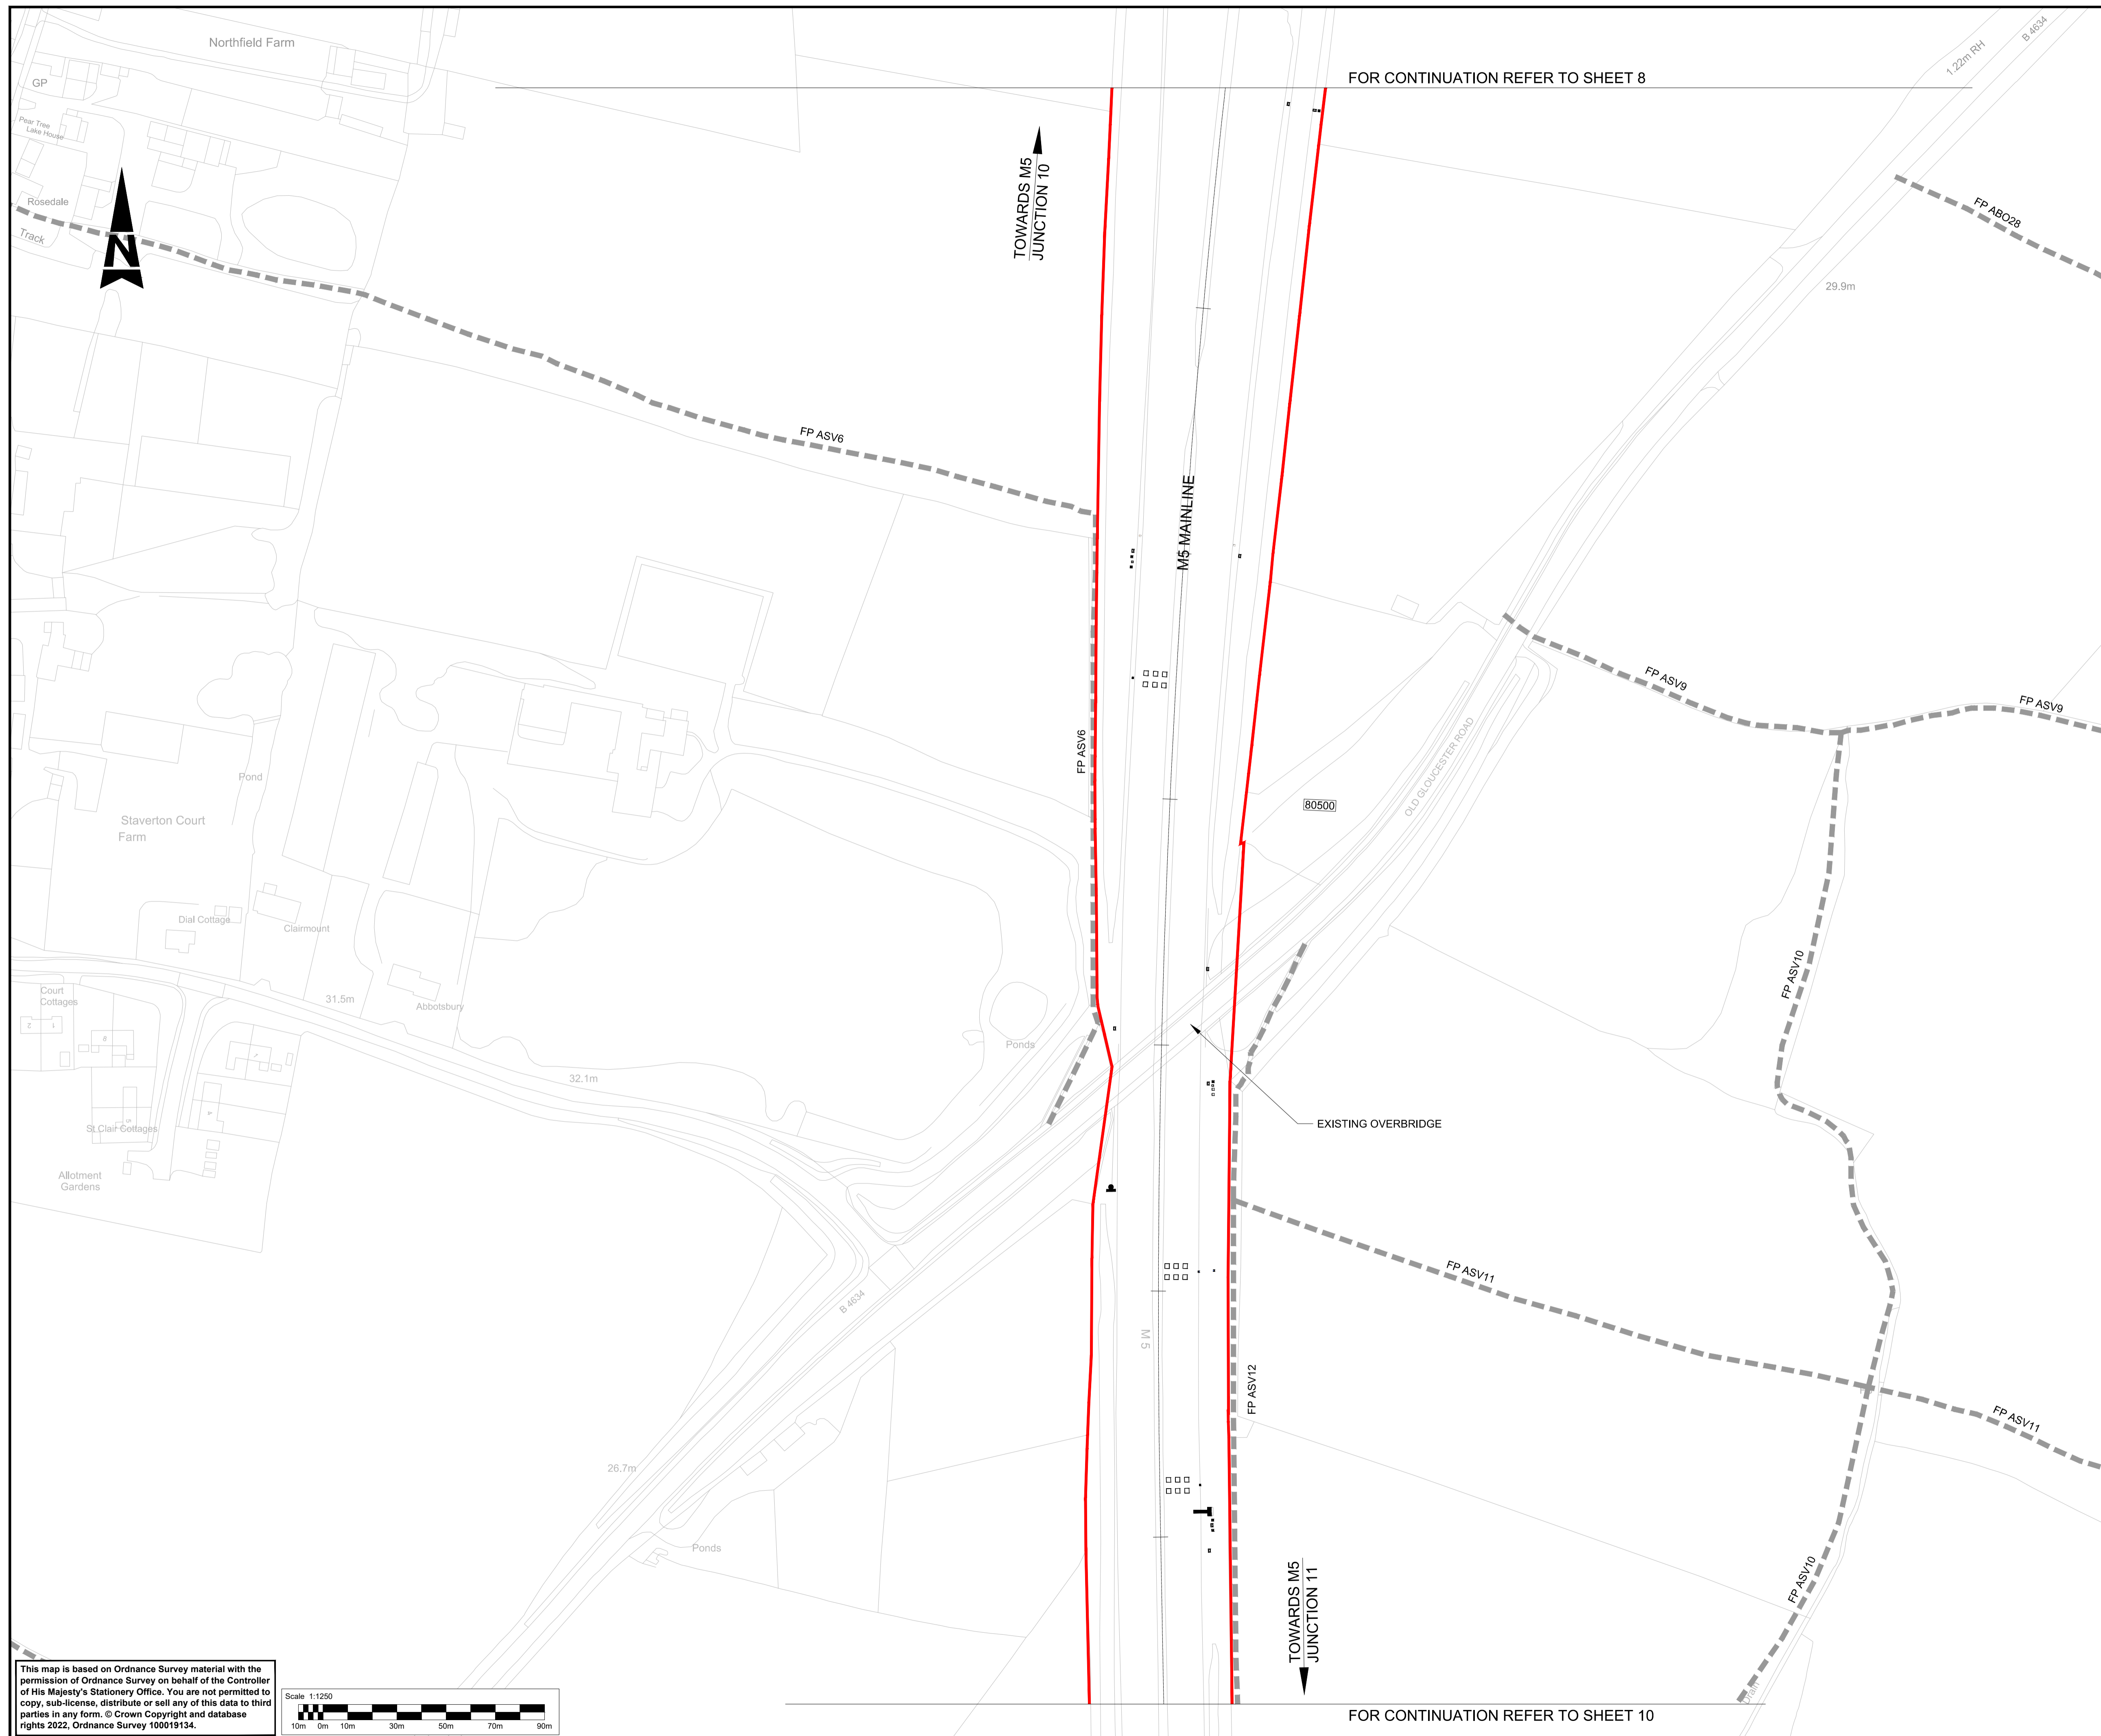 Northfield Farm
GP
Pear Tree
Lake House
Rosedale
Track
N
FOR CONTINUATION REFER TO SHEET 8
1.22m RH
B 4634
TOWARDS M5
JUNCTION 10
FP ABO28
29.9m
FP ASV6
M5 MAINLINE
FP ASV9
FP ASV9
FP ASV6
OLD GLOUCESTER ROAD
80500
Pond
Staverton Court
Farm
Dial Cottage
Clairmount
Court
Cottages
2
1
8
7
31.5m
Abbotsbury
Ponds
FP ASV10
32.1m
St Clair Cottages
4
EXISTING OVERBRIDGE
Allotment
Gardens
FP ASV11
B 4634
M 5
FP ASV12
FP ASV11
26.7m
Ponds
FP ASV10
TOWARDS M5
JUNCTION 11
Drain
This map is based on Ordnance Survey material with the
permission of Ordnance Survey on behalf of the Controller
of His Majesty's Stationery Office. You are not permitted to
copy, sub-license, distribute or sell any of this data to third
parties in any form. © Crown Copyright and database
rights 2022, Ordnance Survey 100019134.
Scale 1:1250
10m 0m 10m 30m 50m 70m 90m
FOR CONTINUATION REFER TO SHEET 10